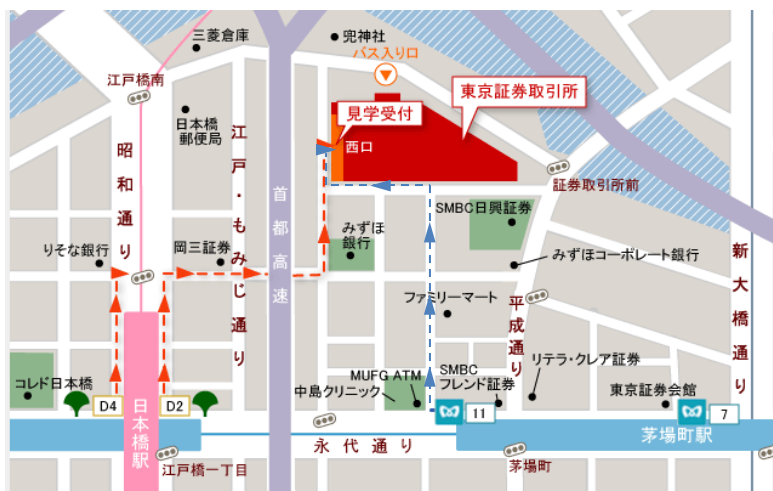 三菱倉庫
兜神社
バス入り口
江戸橋南
東京証券取引所
見学受付
西口
日本橋
郵便局
昭和通り
江戸・もみじ通り
首都高速
証券取引所前
SMBC日興証券
みずほ
銀行
りそな銀行
岡三証券
みずほコーポレート銀行
新大橋通り
ファミリーマート
平成通り
リテラ・クレア証券
コレド日本橋
MUFG ATM
中島クリニック
SMBC
フレンド証券
東京証券会館
D4
D2
11
7
日本橋駅
永代通り
茅場町駅
江戸橋一丁目
茅場町